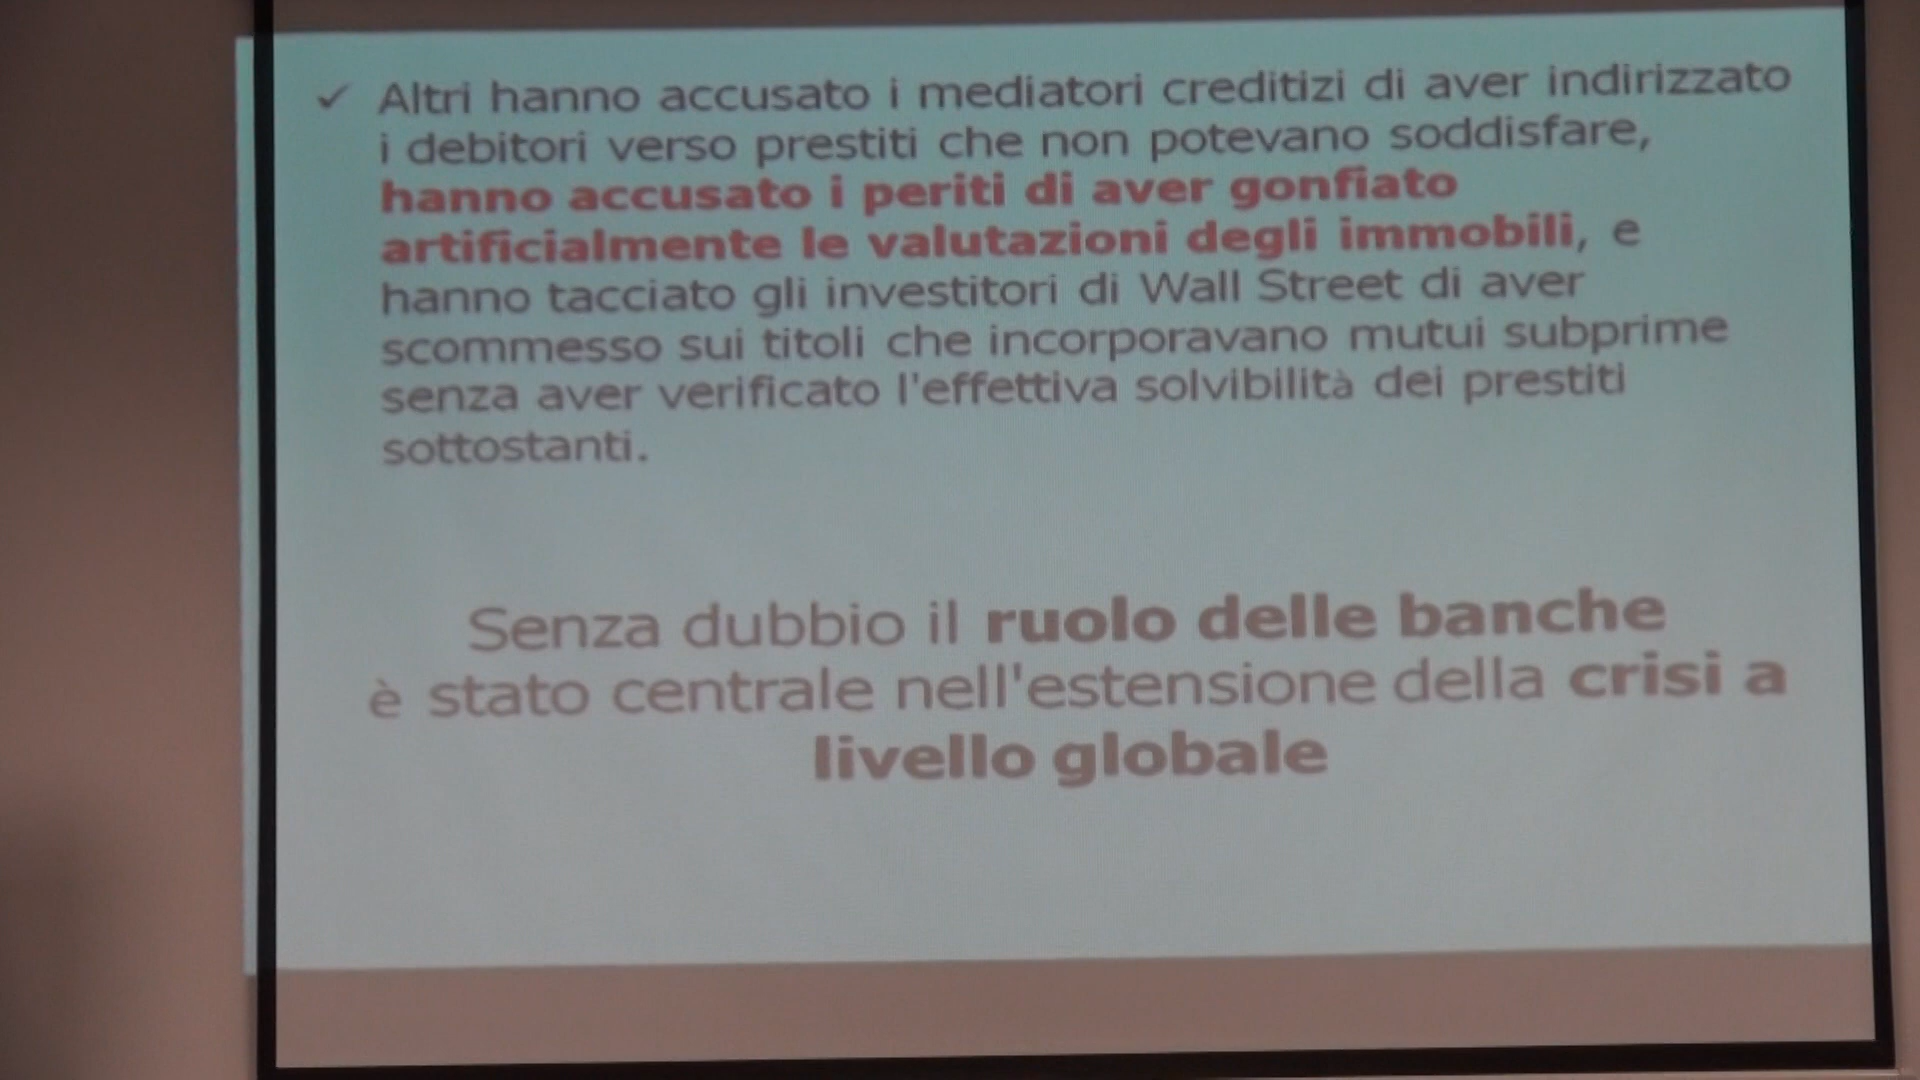 ✓ Altri hanno accusato i mediatori creditizi di aver indirizzato
i debitori verso prestiti che non potevano soddisfare,
hanno accusato i periti di aver gonfiato
artificialmente le valutazioni degli immobili, e
hanno tacciato gli investitori di Wall Street di aver
scommesso sui titoli che incorporavano mutui subprime
senza aver verificato l'effettiva solvibilità dei prestiti
sottostanti.
Senza dubbio il ruolo delle banche
è stato centrale nell'estensione della crisi a
livello globale